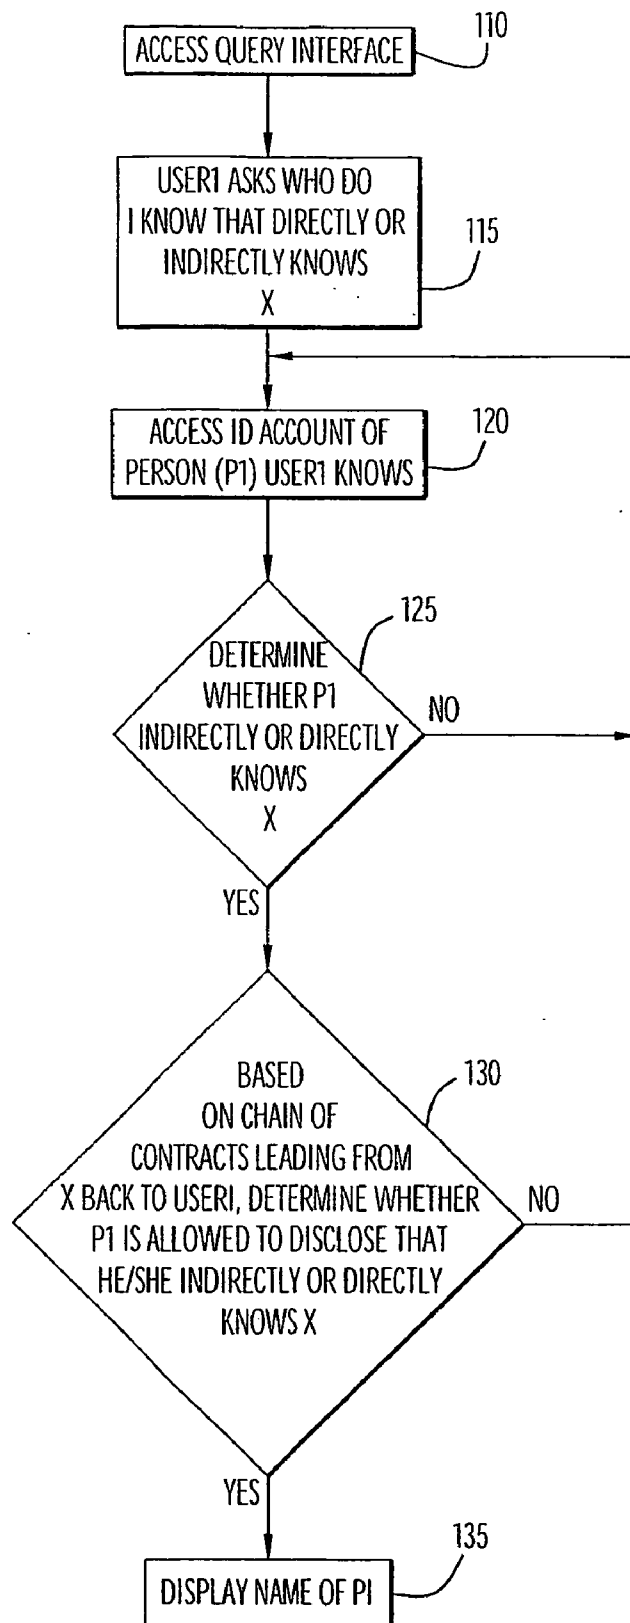 110
ACCESS QUERY INTERFACE
USER1 ASKS WHO DO
I KNOW THAT DIRECTLY OR
INDIRECTLY KNOWS
X
115
ACCESS ID ACCOUNT OF
PERSON (P1) USER1 KNOWS
120
125
DETERMINE
WHETHER P1
INDIRECTLY OR DIRECTLY
KNOWS
X
NO
YES
130
BASED
ON CHAIN OF
CONTRACTS LEADING FROM
X BACK TO USERI, DETERMINE WHETHER
P1 IS ALLOWED TO DISCLOSE THAT
HE/SHE INDIRECTLY OR DIRECTLY
KNOWS X
NO
YES
135
DISPLAY NAME OF PI